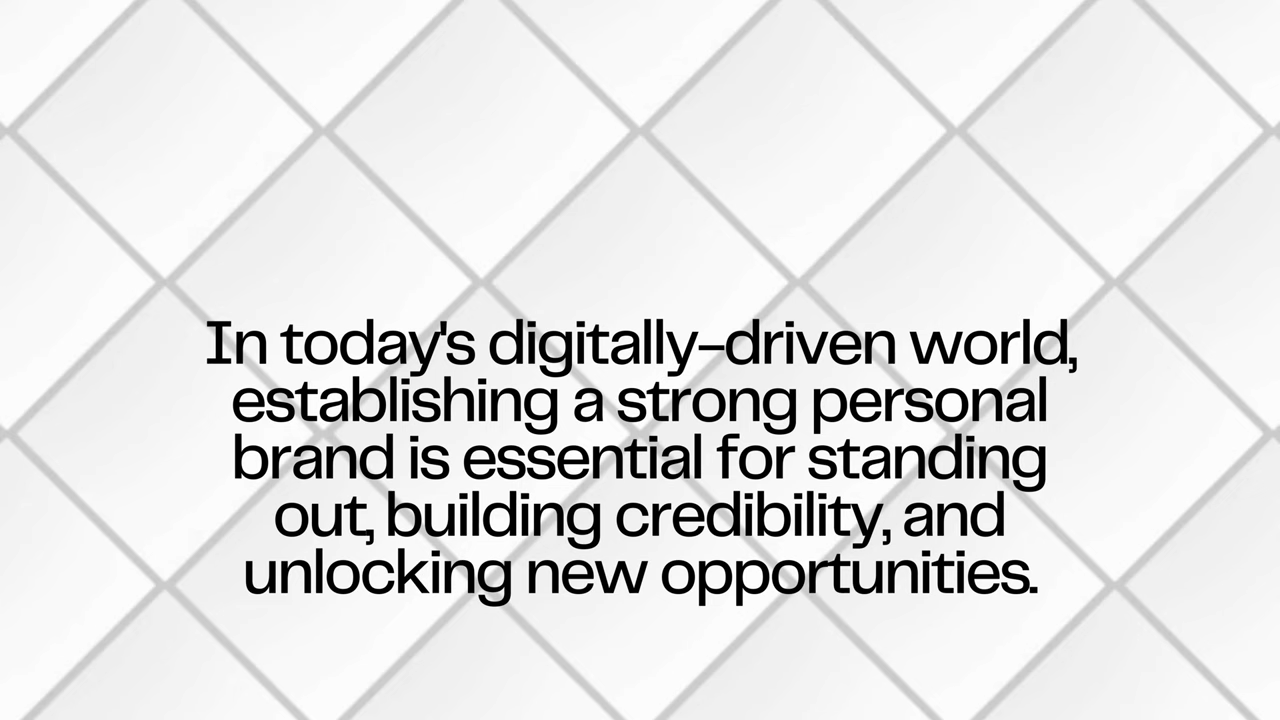 In today's digitally-driven world,
establishing a strong personal
brand is essential for standing
out, building credibility, and
unlocking new opportunities.